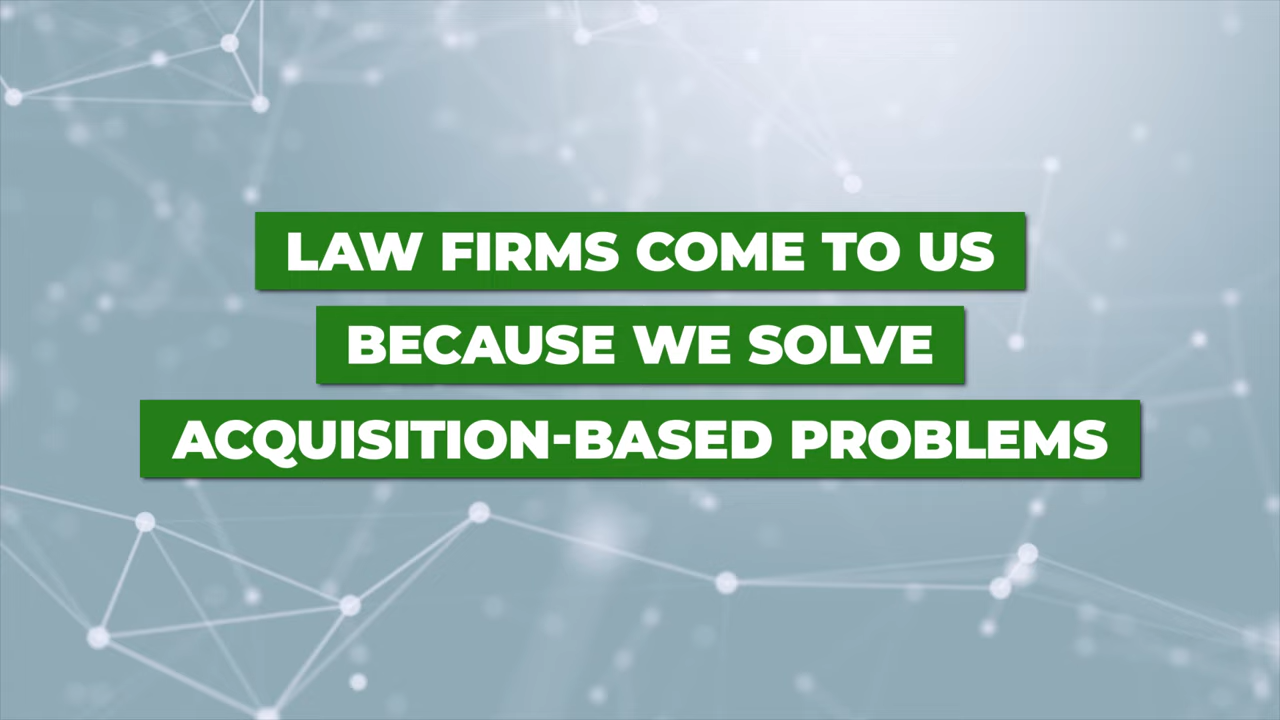 LAW FIRMS COME TO US
BECAUSE WE SOLVE
ACQUISITION-BASED PROBLEMS